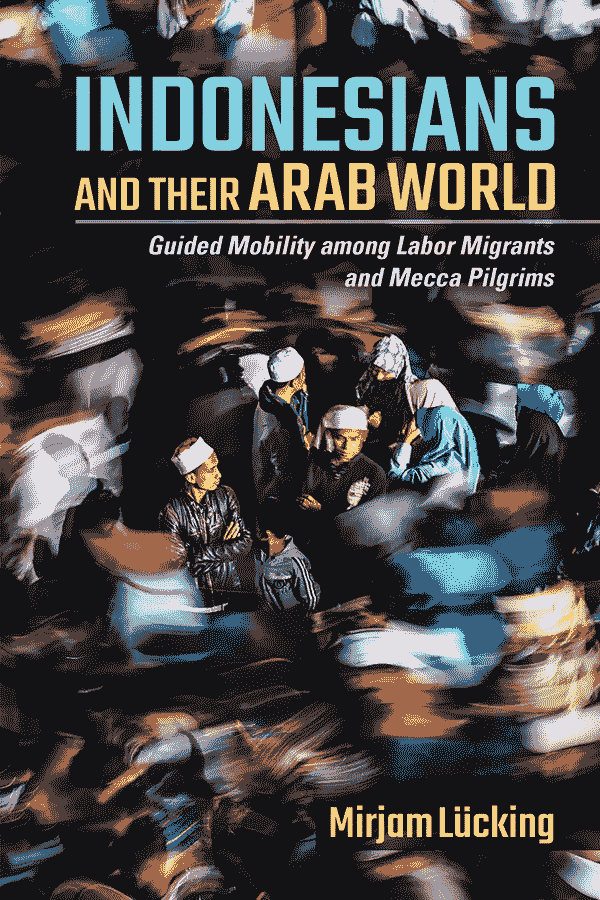 INDONESIANS
AND THEIR ARAB WORLD
Guided Mobility among Labor Migrants
and Mecca Pilgrims
Mirjam Lücking